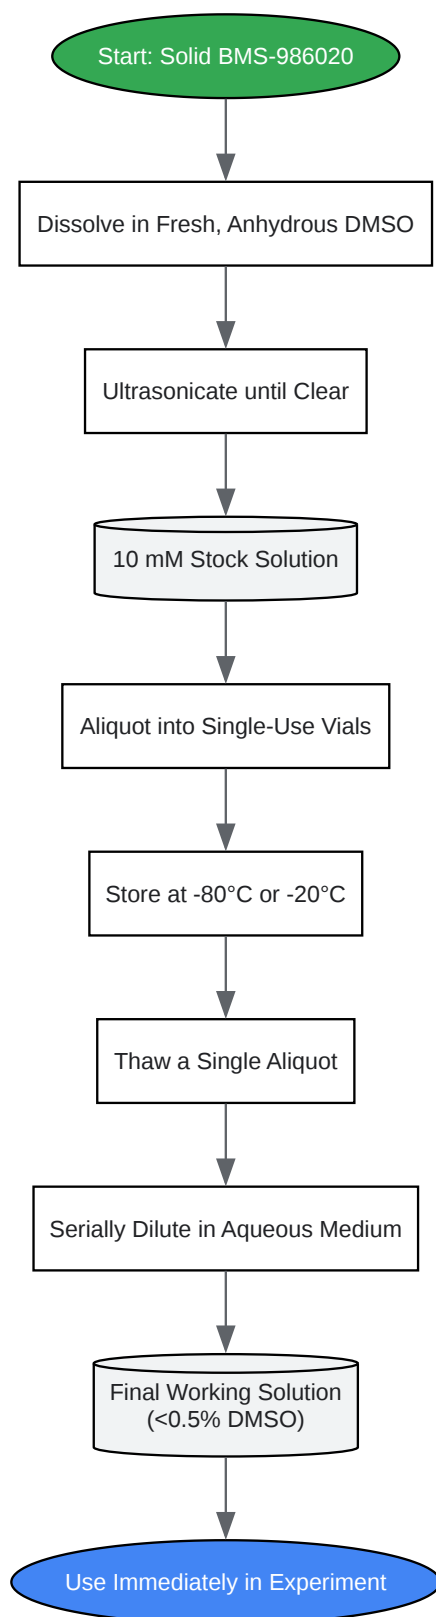 Start: Solid BMS-986020
Dissolve in Fresh, Anhydrous DMSO
Ultrasonicate until Clear
10 mM Stock Solution
Aliquot into Single-Use Vials
Store at -80°C or -20°C
Thaw a Single Aliquot
Serially Dilute in Aqueous Medium
Final Working Solution
(<0.5% DMSO)
Use Immediately in Experiment